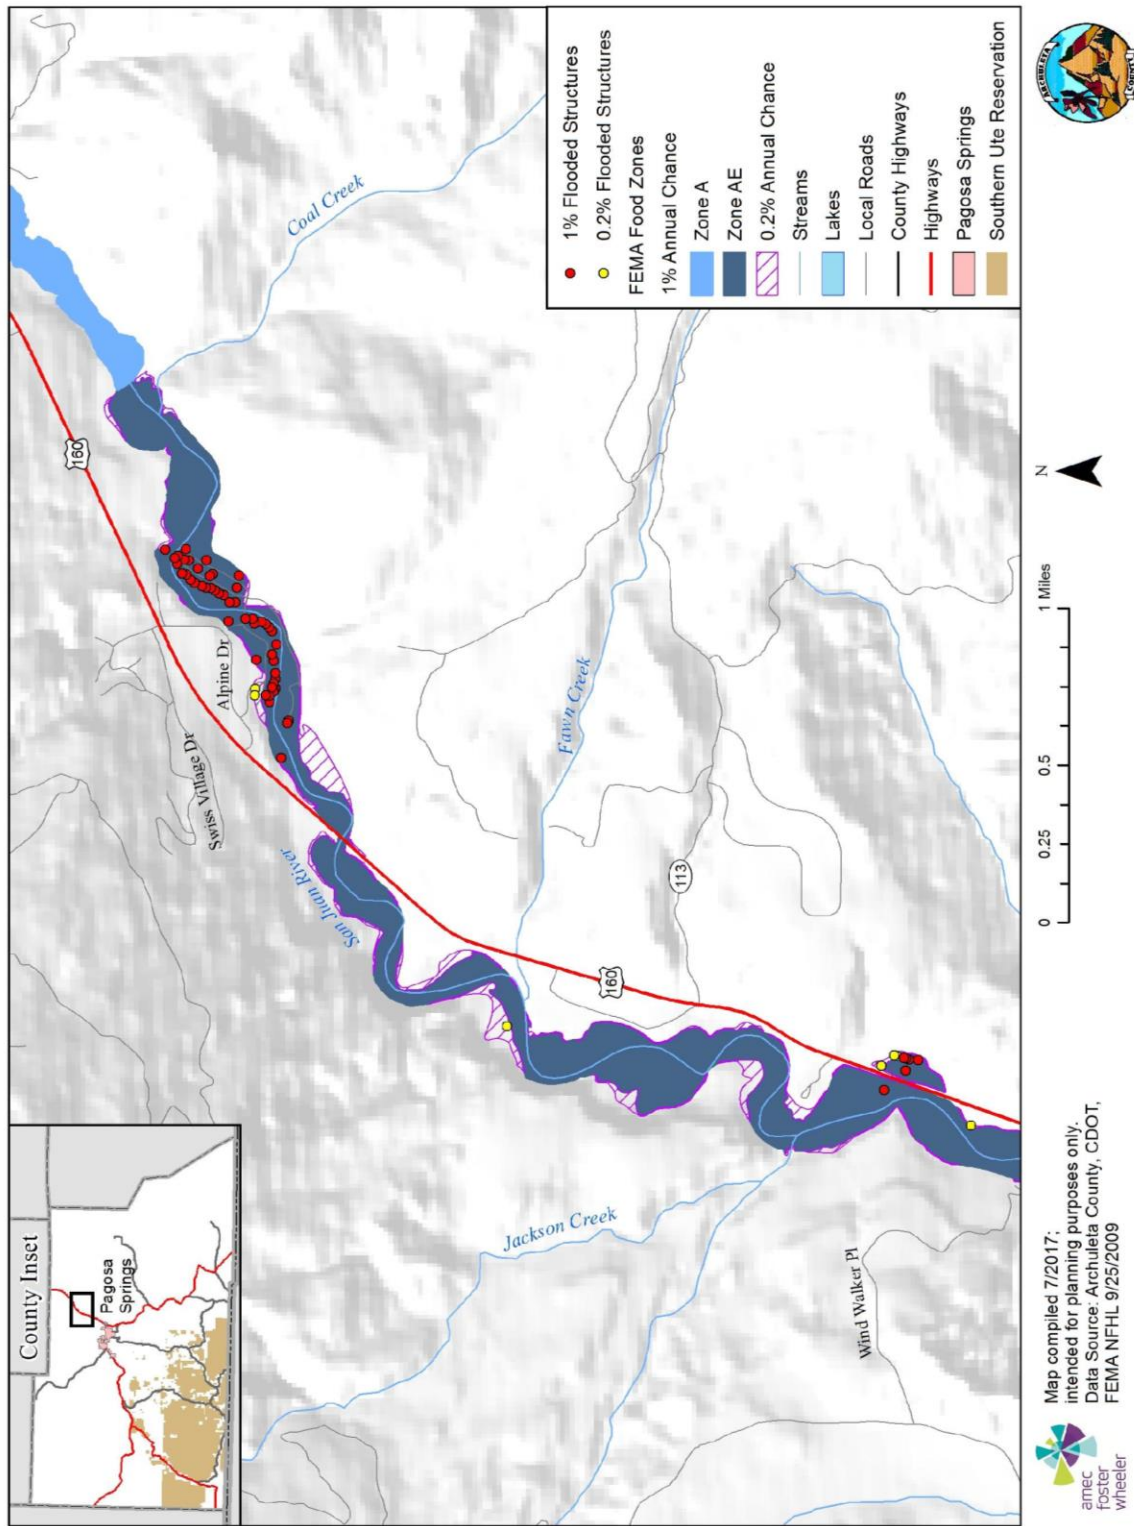 County Inset
Pagosa
Springs
160
Coal Creek
Swiss Village Dr
Alpine Dr
San Juan River
Fawn Creek
113
160
Jackson Creek
Wind Walker Pl
1% Flooded Structures
0.2% Flooded Structures
FEMA Food Zones
1% Annual Chance
Zone A
Zone AE
0.2% Annual Chance
Streams
Lakes
Local Roads
County Highways
Highways
Pagosa Springs
Southern Ute Reservation
amec
foster
wheeler
Map compiled 7/2017;
intended for planning purposes only.
Data Source: Archuleta County, CDOT,
FEMA NFHL 9/25/2009
0 0.25 0.5 1 Miles
N
ARCHULETA
COUNTY